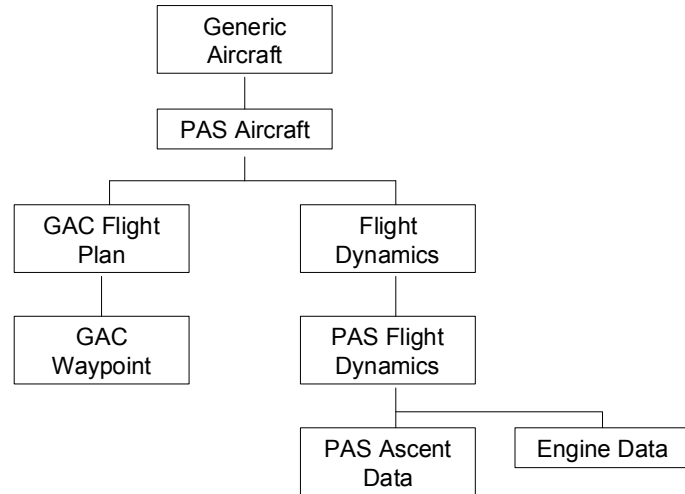 Generic
Aircraft
PAS Aircraft
GAC Flight
Plan
Flight
Dynamics
GAC
Waypoint
PAS Flight
Dynamics
PAS Ascent
Data
Engine Data